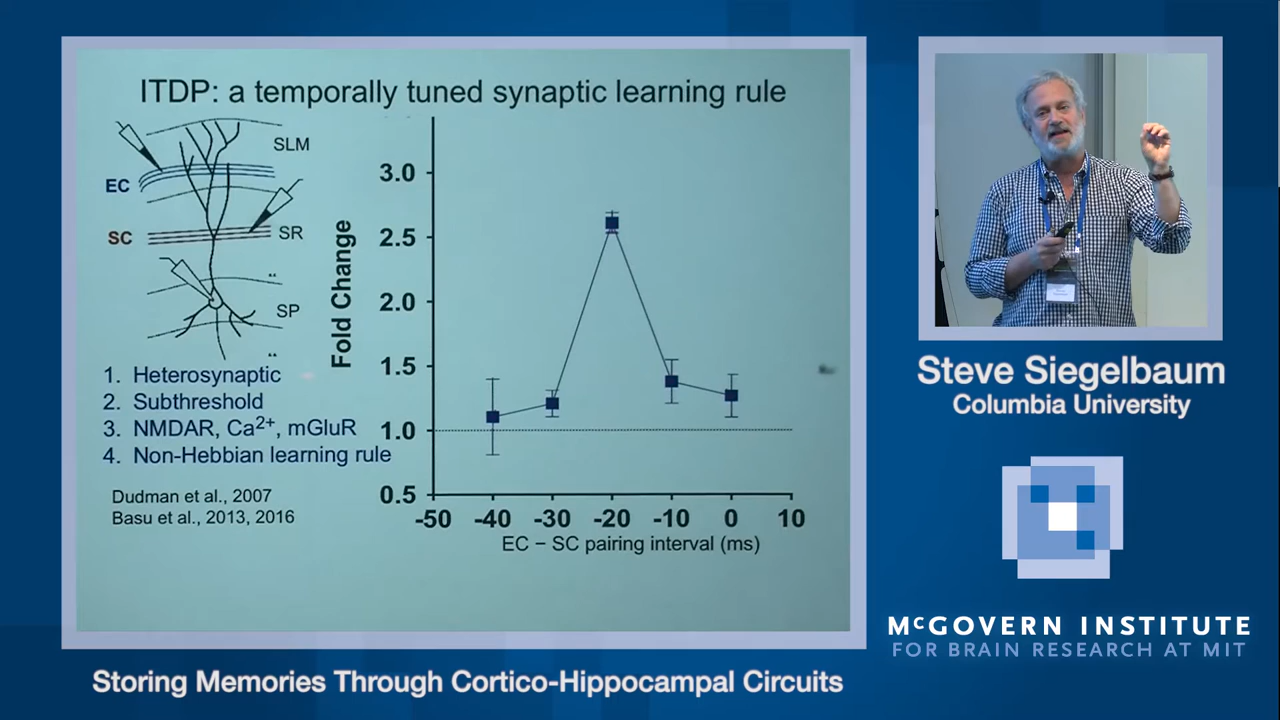 ITDP: a temporally tuned synaptic learning rule
SLM
EC
SC
SR
SP
1. Heterosynaptic
2. Subthreshold
3. NMDAR, Ca²⁺, mGluR
4. Non-Hebbian learning rule
Dudman et al., 2007
Basu et al., 2013, 2016
Fold Change
3.0
2.5
2.0
1.5
1.0
0.5
-50 -40 -30 -20 -10 0 10
EC – SC pairing interval (ms)
Steve Siegelbaum
Columbia University
McGOVERN INSTITUTE
FOR BRAIN RESEARCH AT MIT
Storing Memories Through Cortico-Hippocampal Circuits